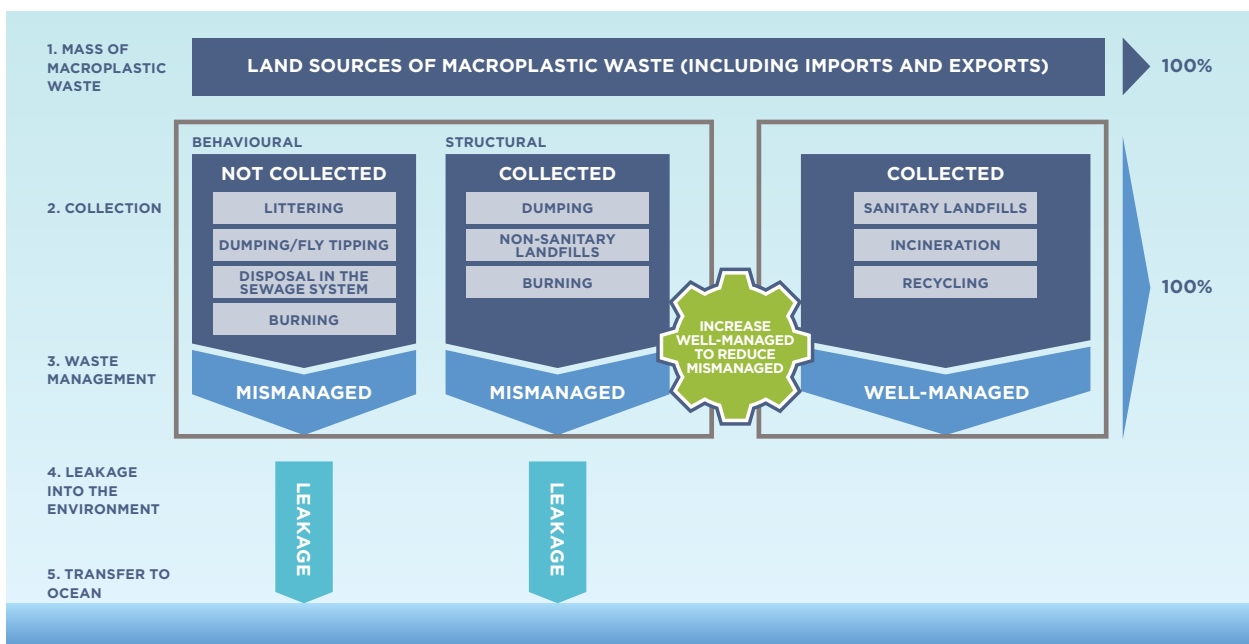 1. MASS OF
MACROPLASTIC
WASTE
LAND SOURCES OF MACROPLASTIC WASTE (INCLUDING IMPORTS AND EXPORTS)
100%
BEHAVIOURAL
STRUCTURAL
NOT COLLECTED
COLLECTED
COLLECTED
2. COLLECTION
LITTERING
DUMPING/FLY TIPPING
DISPOSAL IN THE
SEWAGE SYSTEM
BURNING
DUMPING
NON-SANITARY
LANDFILLS
BURNING
SANITARY LANDFILLS
INCINERATION
RECYCLING
100%
INCREASE
WELL-MANAGED
TO REDUCE
MISMANAGED
3. WASTE
MANAGEMENT
MISMANAGED
MISMANAGED
WELL-MANAGED
4. LEAKAGE
INTO THE
ENVIRONMENT
LEAKAGE
LEAKAGE
5. TRANSFER TO
OCEAN